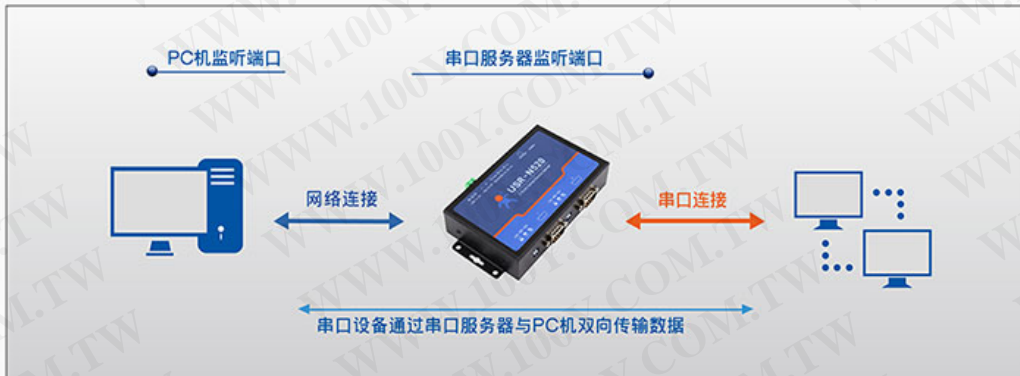 PC机监听端口
串口服务器监听端口
USR-N520
网络连接
串口连接
串口设备通过串口服务器与PC机双向传输数据
WWW.100Y.COM.TW